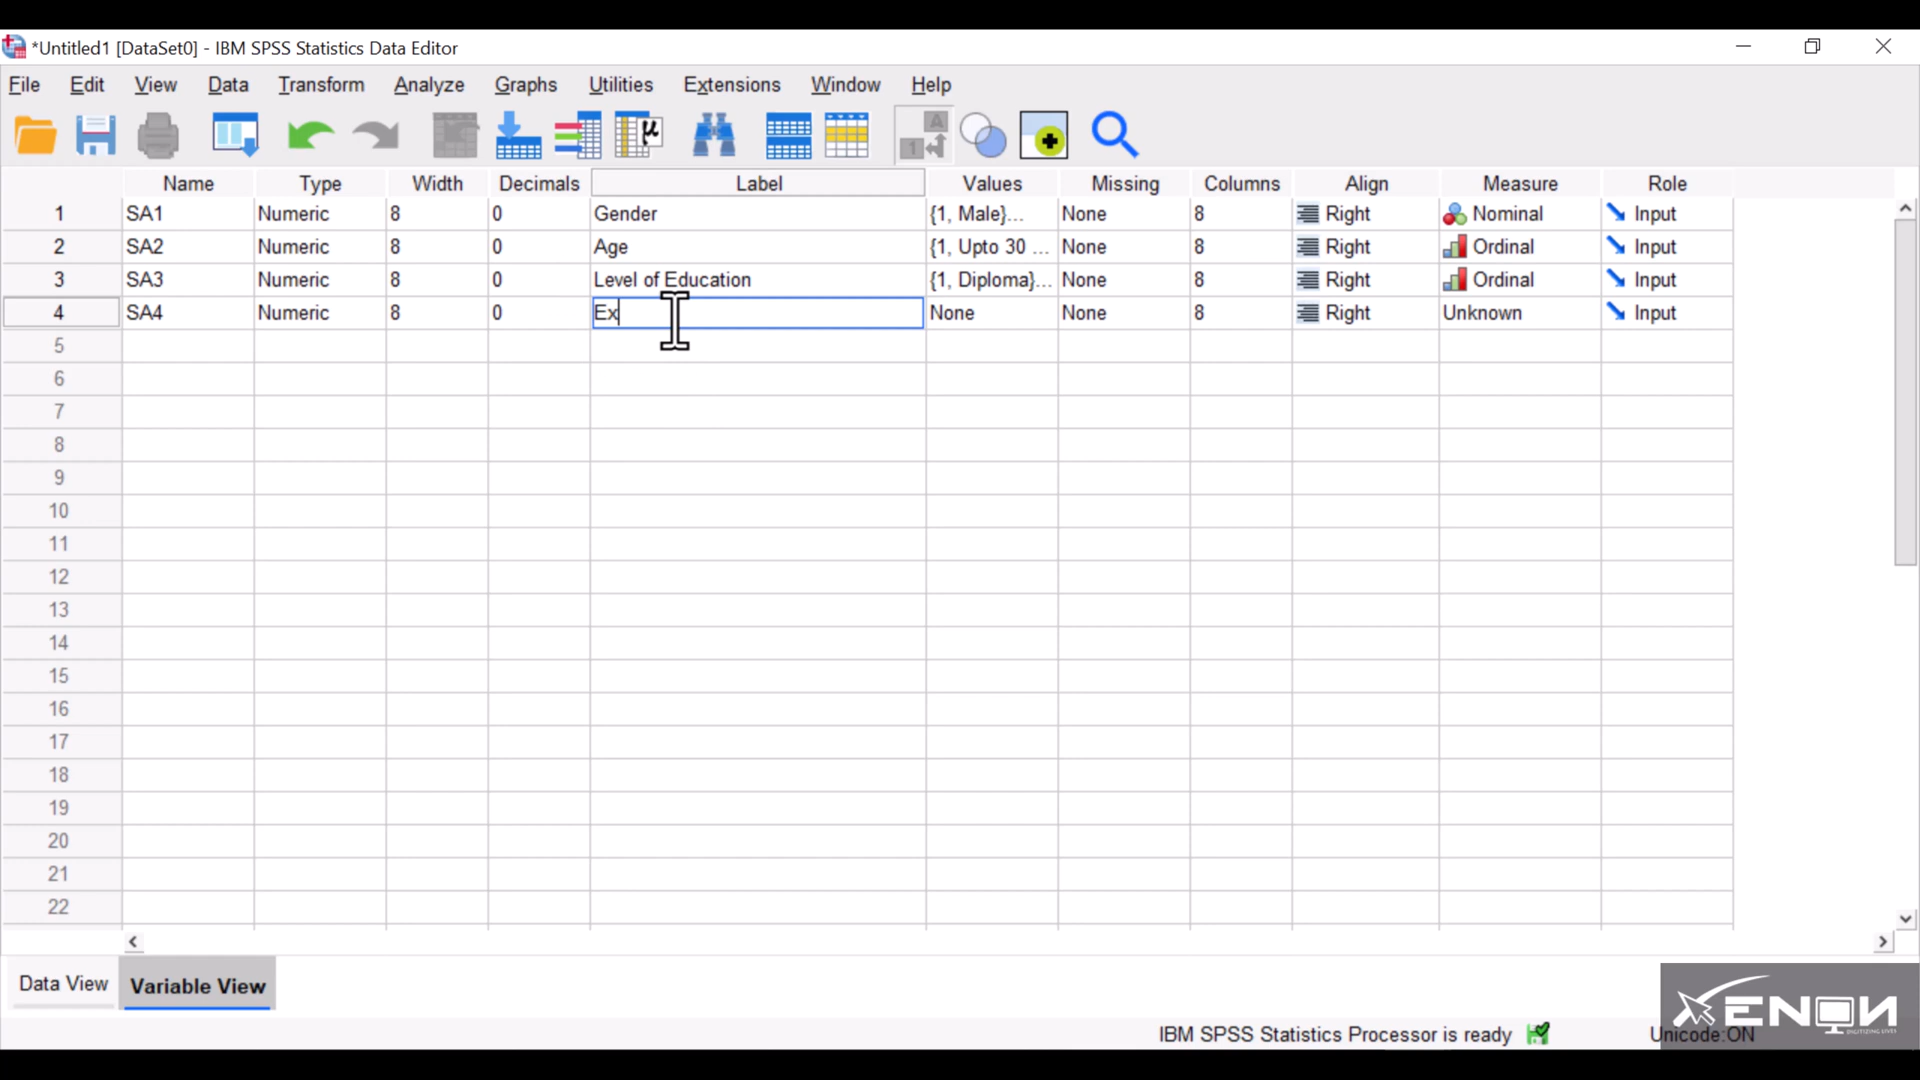 *Untitled1 [DataSet0] - IBM SPSS Statistics Data Editor
File Edit View Data Transform Analyze Graphs Utilities Extensions Window Help
Name Type Width Decimals Label Values Missing Columns Align Measure Role
1 SA1 Numeric 8 0 Gender {1, Male}... None 8 Right Nominal Input
2 SA2 Numeric 8 0 Age {1, Upto 30 ... None 8 Right Ordinal Input
3 SA3 Numeric 8 0 Level of Education {1, Diploma}... None 8 Right Ordinal Input
4 SA4 Numeric 8 0 Ex None None 8 Right Unknown Input
5
6
7
8
9
10
11
12
13
14
15
16
17
18
19
20
21
22
Data View Variable View
XENON
DIGITIZING LIVES
IBM SPSS Statistics Processor is ready Unicode:ON